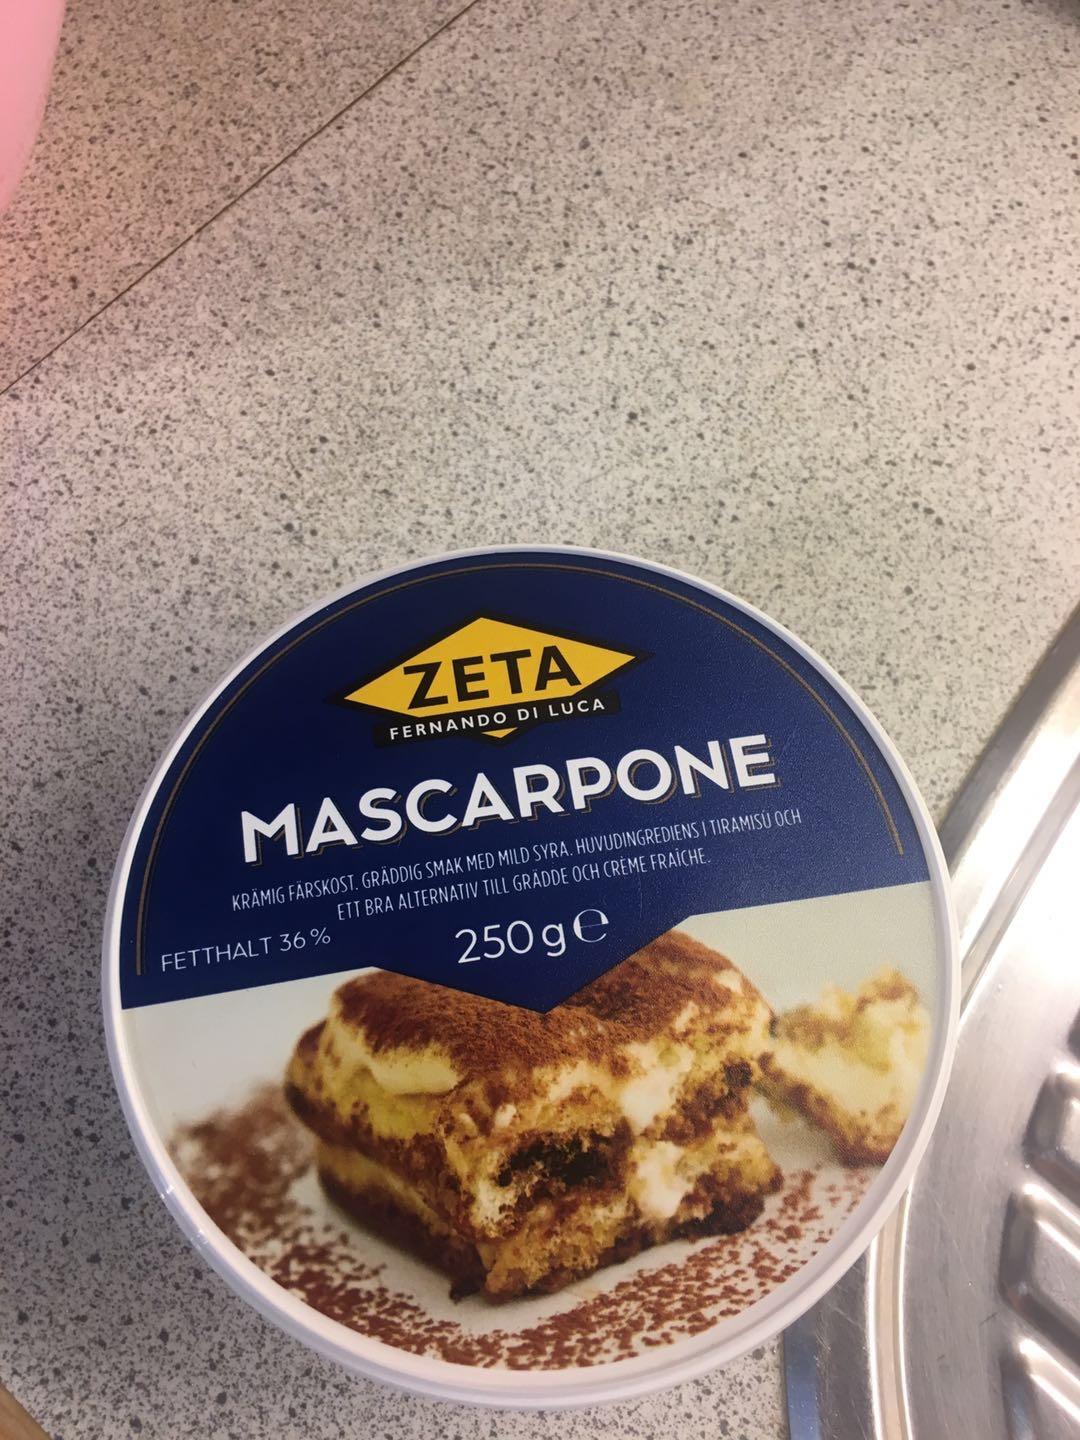 ZETA
FERNANDO DI LUCA
MASCARPONE
KRÄMIG FÄRSKOST. GRÄDDIG SMAK MED MILD SYRA. HUVUDINGREDIENS I TIRAMISÙ OCH
ETT BRA ALTERNATIV TILL GRÄDDE OCH CRÈME FRAÎCHE.
FETTHALT 36 %
250 g ℮